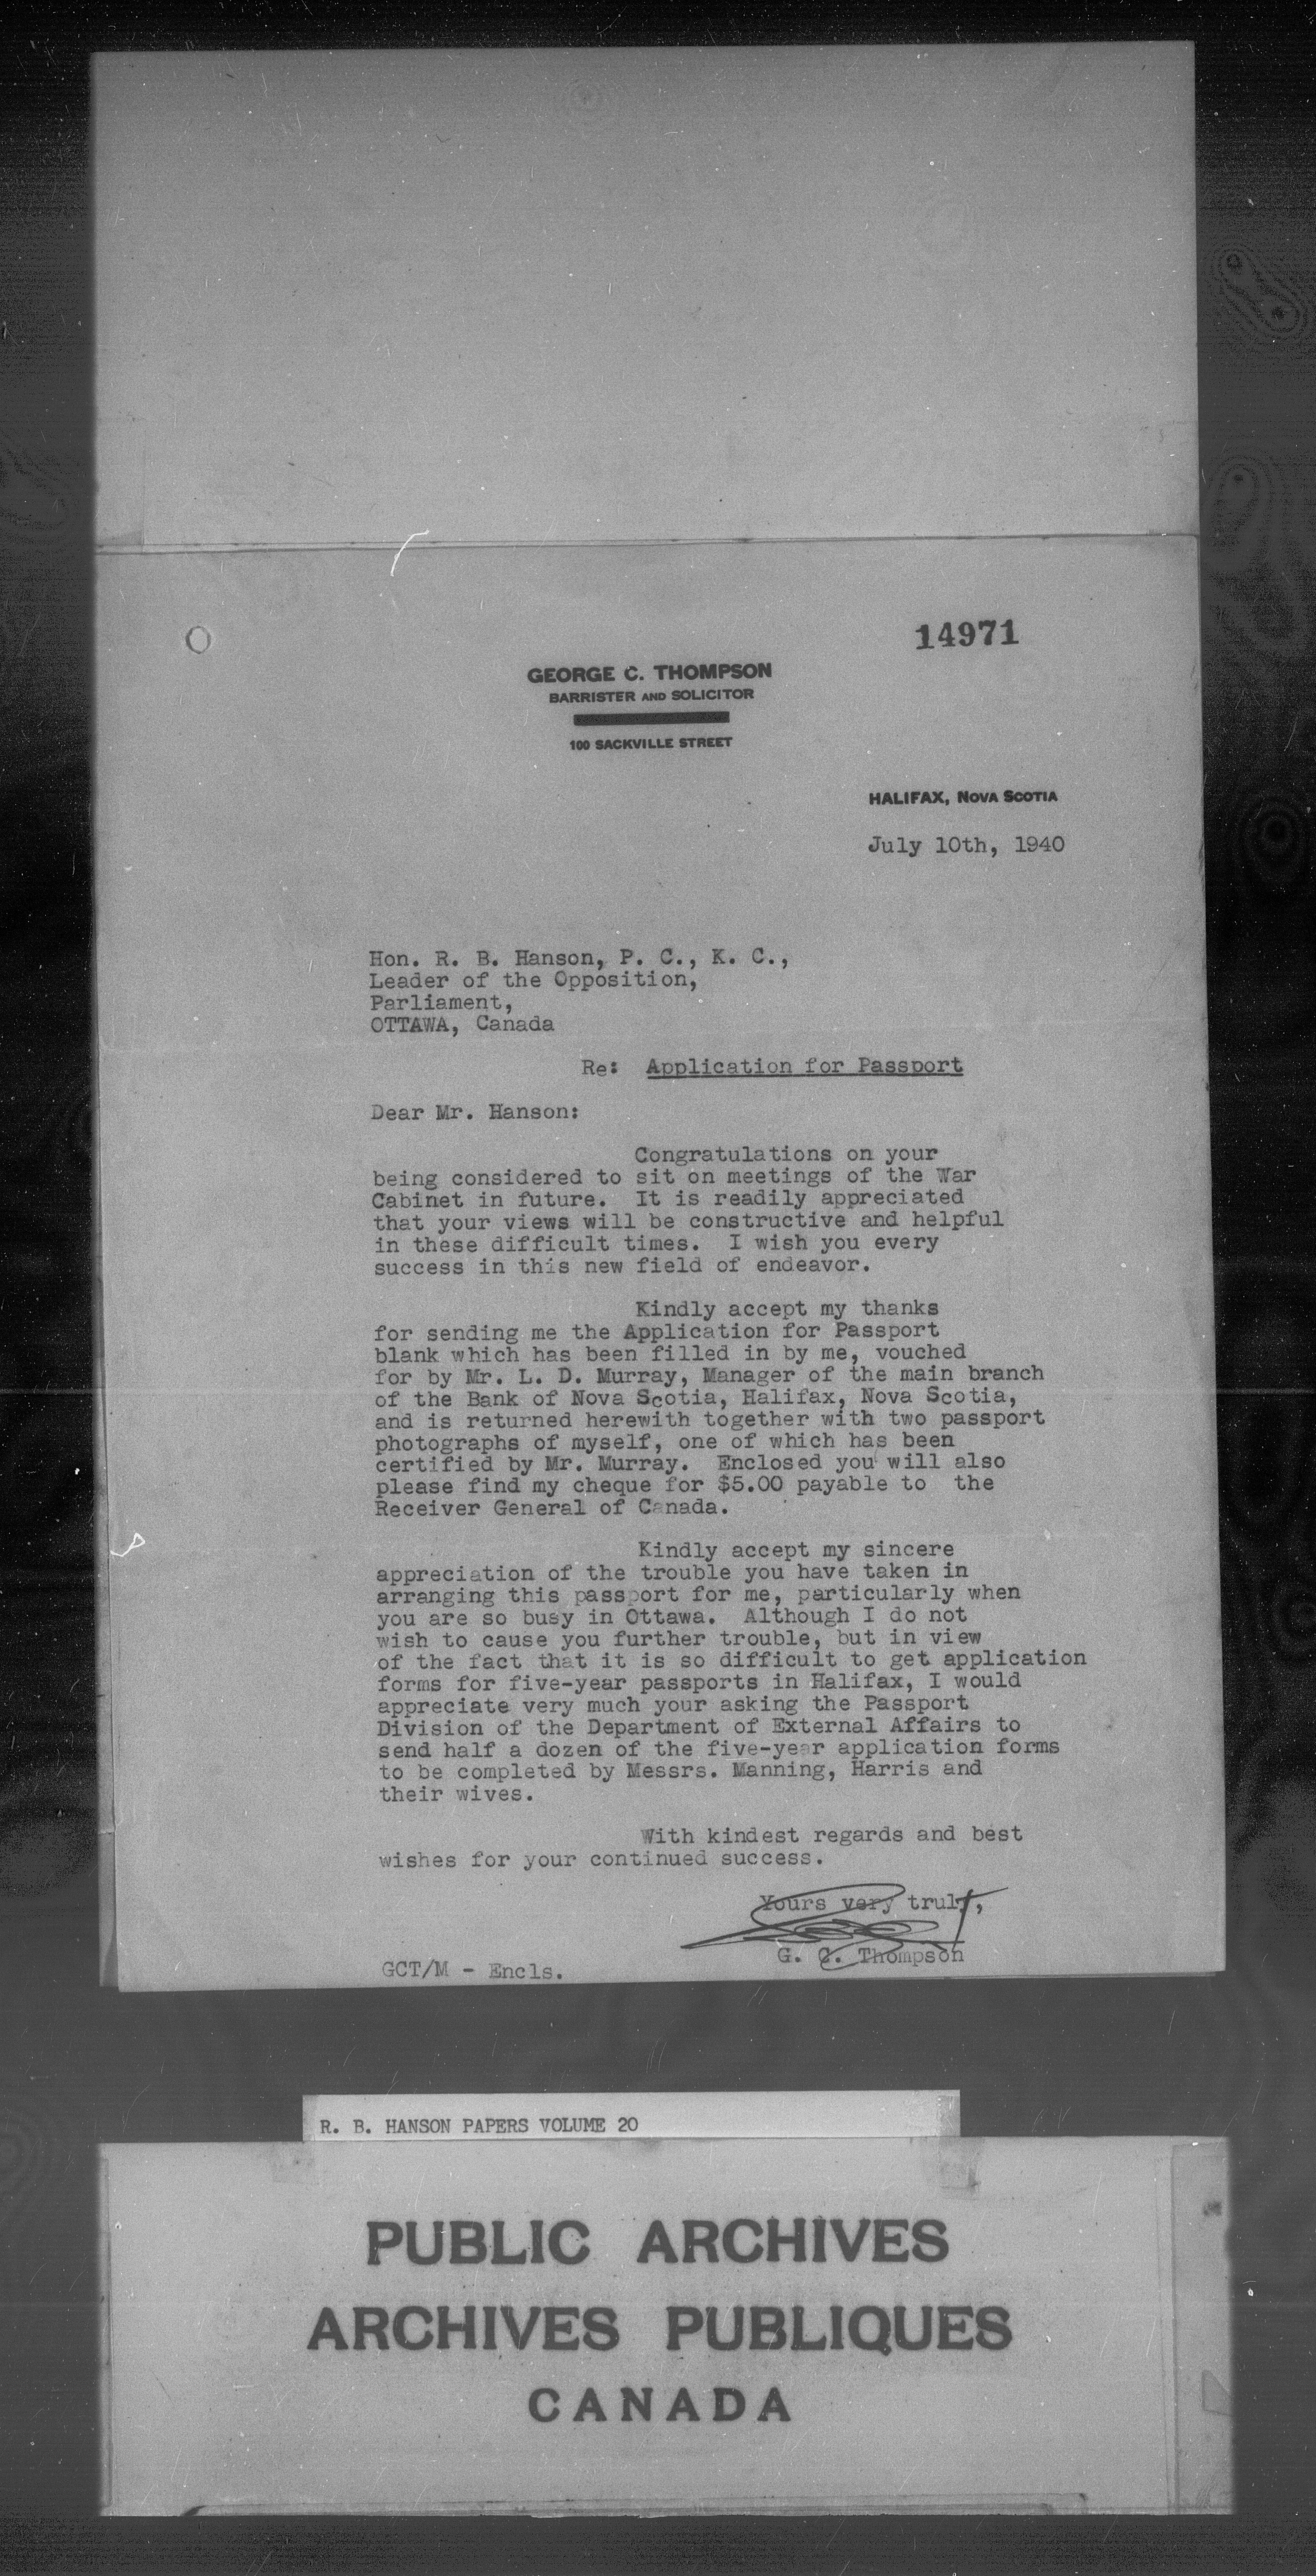 14971
GEORGE C. THOMPSON
BARRISTER AND SOLICITOR
100 SACKVILLE STREET
HALIFAX, NOVA SCOTIA
July 10th, 1940
Hon. R. B. Hanson, P. C., K. C.,
Leader of the Opposition,
Parliament,
OTTAWA, Canada
Re: Application for Passport
Dear Mr. Hanson:
Congratulations on your
being considered to sit on meetings of the War
Cabinet in future. It is readily appreciated
that your views will be constructive and helpful
in these difficult times. I wish you every
success in this new field of endeavor.
Kindly accept my thanks
for sending me the Application for Passport
blank which has been filled in by me, vouched
for by Mr. L. D. Murray, Manager of the main branch
of the Bank of Nova Scotia, Halifax, Nova Scotia,
and is returned herewith together with two passport
photographs of myself, one of which has been
certified by Mr. Murray. Enclosed you will also
please find my cheque for $5.00 payable to the
Receiver General of Canada.
Kindly accept my sincere
appreciation of the trouble you have taken in
arranging this passport for me, particularly when
you are so busy in Ottawa. Although I do not
wish to cause you further trouble, but in view
of the fact that it is so difficult to get application
forms for five-year passports in Halifax, I would
appreciate very much your asking the Passport
Division of the Department of External Affairs to
send half a dozen of the five-year application forms
to be completed by Messrs. Manning, Harris and
their wives.
With kindest regards and best
wishes for your continued success.
Yours very truly,
G. C. Thompson
GCT/M - Encls.
R. B. HANSON PAPERS VOLUME 20
PUBLIC ARCHIVES
ARCHIVES PUBLIQUES
CANADA